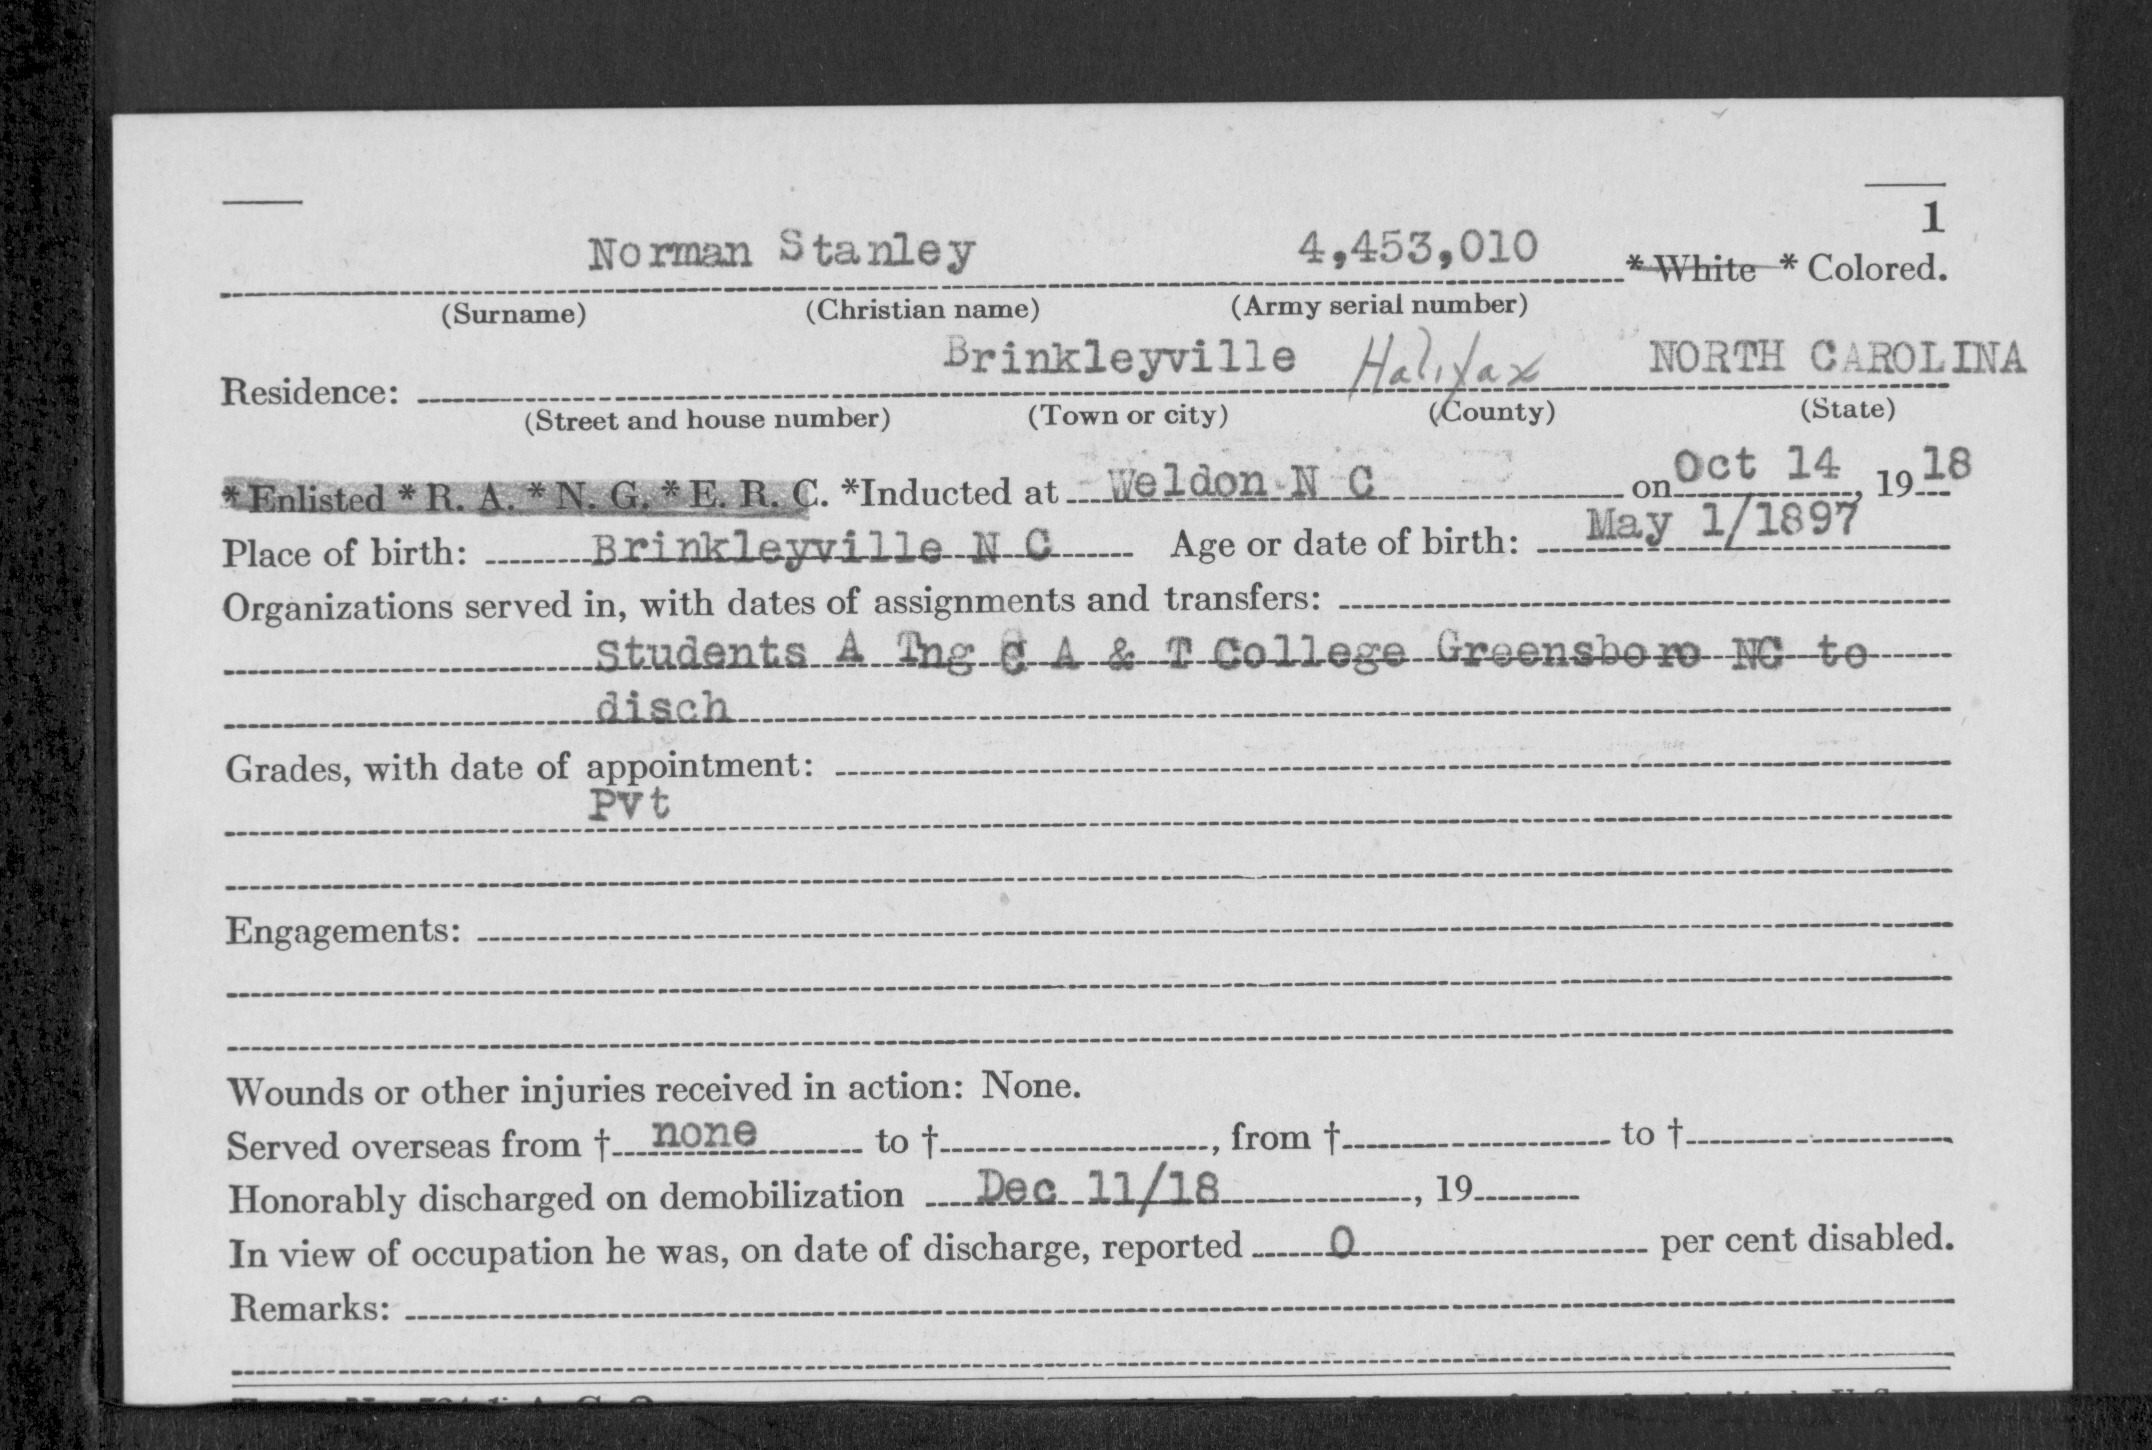 1
Norman Stanley 4,453,010 * White * Colored.
(Surname) (Christian name) (Army serial number)
Brinkleyville Halifax NORTH CAROLINA
Residence:
(Street and house number) (Town or city) (County) (State)
* Enlisted * R. A. * N. G. * E. R. C. *Inducted at Weldon N C on Oct 14, 1918
Place of birth: Brinkleyville N C Age or date of birth: May 1/1897
Organizations served in, with dates of assignments and transfers:
Students A Tng C A & T College Greensboro NC to
disch
Grades, with date of appointment:
Pvt
Engagements:
Wounds or other injuries received in action: None.
Served overseas from † none to †, from † to †
Honorably discharged on demobilization Dec 11/18, 19
In view of occupation he was, on date of discharge, reported 0 per cent disabled.
Remarks: